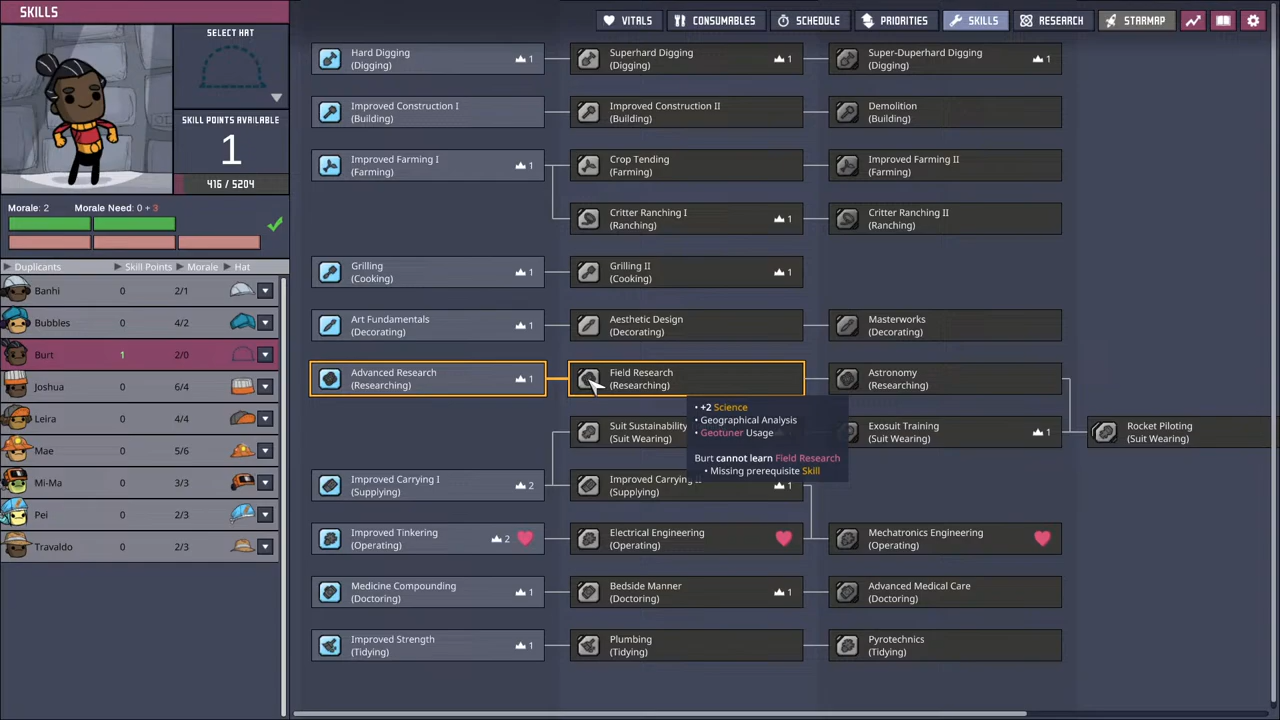 SKILLS
VITALS
CONSUMABLES
SCHEDULE
PRIORITIES
SKILLS
RESEARCH
STARMAP
SELECT HAT
SKILL POINTS AVAILABLE
1
416 / 5204
Morale: 2
Morale Need: 0 + 3
Duplicants
Skill Points
Morale
Hat
Banhi 0 2/1
Bubbles 0 4/2
Burt 1 2/0
Joshua 0 6/4
Leira 0 4/4
Mae 0 5/6
Mi-Ma 0 3/3
Pei 0 2/3
Travaldo 0 2/3
Hard Digging
(Digging)
1
Superhard Digging
(Digging)
1
Super-Duperhard Digging
(Digging)
1
Improved Construction I
(Building)
Improved Construction II
(Building)
Demolition
(Building)
Improved Farming I
(Farming)
1
Crop Tending
(Farming)
Improved Farming II
(Farming)
Critter Ranching I
(Ranching)
1
Critter Ranching II
(Ranching)
Grilling
(Cooking)
1
Grilling II
(Cooking)
1
Art Fundamentals
(Decorating)
1
Aesthetic Design
(Decorating)
Masterworks
(Decorating)
Advanced Research
(Researching)
1
Field Research
(Researching)
Astronomy
(Researching)
• +2 Science
• Geographical Analysis
• Geotuner Usage
Burt cannot learn Field Research
• Missing prerequisite Skill
Suit Sustainability
(Suit Wearing)
Exosuit Training
(Suit Wearing)
1
Rocket Piloting
(Suit Wearing)
Improved Carrying I
(Supplying)
2
Improved Carrying
(Supplying)
1
Improved Tinkering
(Operating)
2
Electrical Engineering
(Operating)
Mechatronics Engineering
(Operating)
Medicine Compounding
(Doctoring)
1
Bedside Manner
(Doctoring)
1
Advanced Medical Care
(Doctoring)
Improved Strength
(Tidying)
1
Plumbing
(Tidying)
Pyrotechnics
(Tidying)